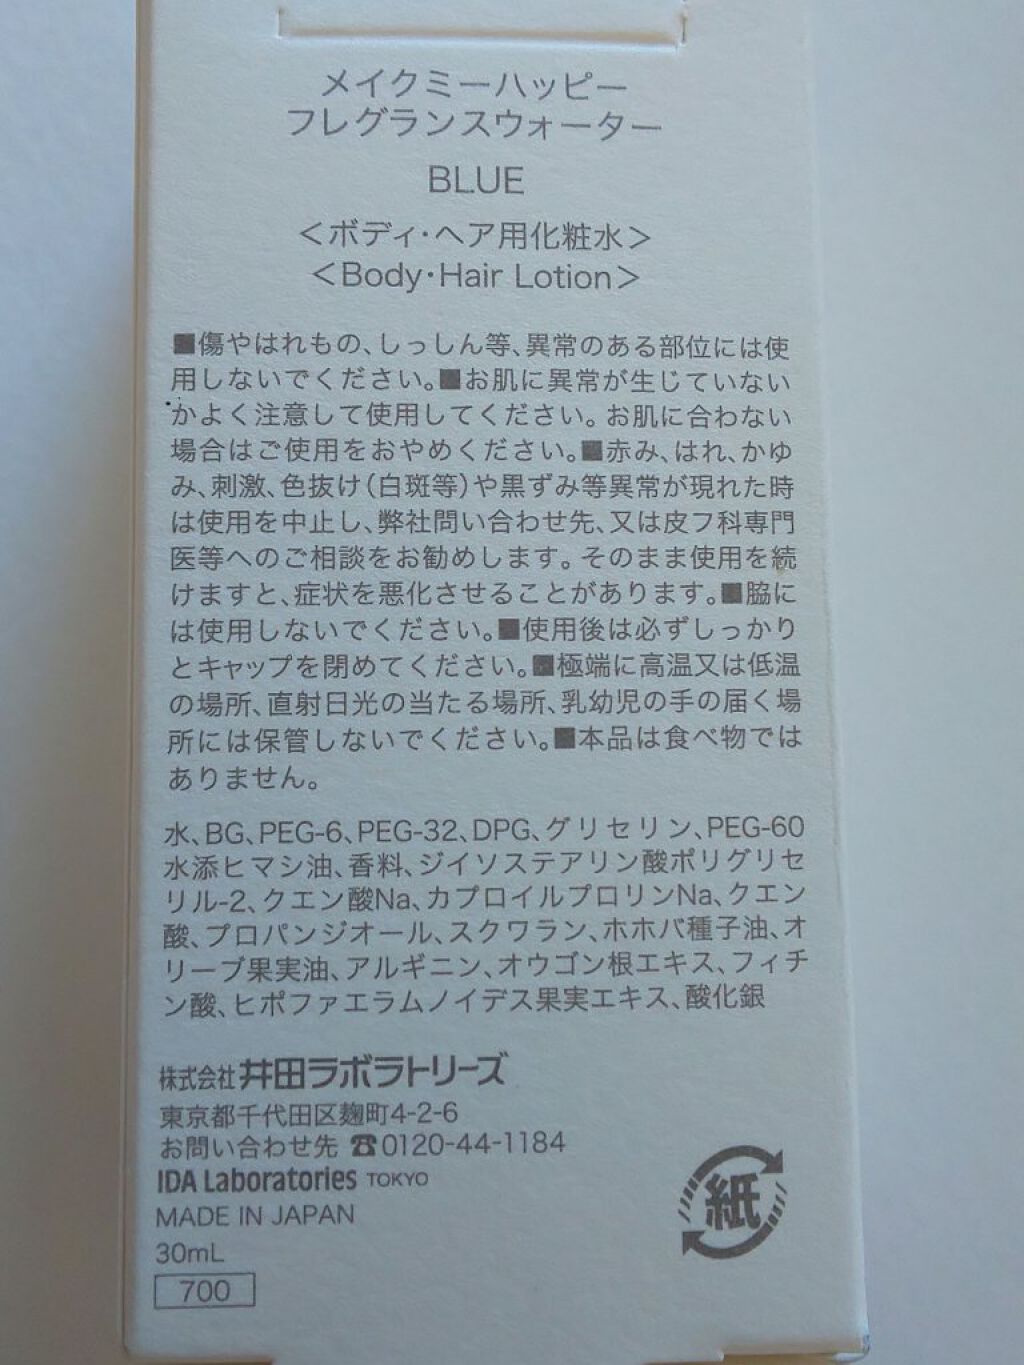 メイクミーハッピー
フレグランスウォーター
BLUE
<ボディ・ヘア用化粧水>
<Body・Hair Lotion>
■傷やはれもの、しっしん等、異常のある部位には使
用しないでください。■お肌に異常が生じていない
かよく注意して使用してください。お肌に合わない
場合はご使用をおやめください。■赤み、はれ、かゆ
み、刺激、色抜け(白斑等)や黒ずみ等異常が現れた時
は使用を中止し、弊社問い合わせ先、又は皮フ科専門
医等へのご相談をお勧めします。そのまま使用を続
けますと、症状を悪化させることがあります。■脇に
は使用しないでください。■使用後は必ずしっかり
とキャップを閉めてください。■極端に高温又は低温
の場所、直射日光の当たる場所、乳幼児の手の届く場
所には保管しないでください。■本品は食べ物では
ありません。
水、BG、PEG-6、PEG-32、DPG、グリセリン、PEG-60
水添ヒマシ油、香料、ジイソステアリン酸ポリグリセ
リル-2、クエン酸Na、カプロイルプロリンNa、クエン
酸、プロパンジオール、スクワラン、ホホバ種子油、オ
リーブ果実油、アルギニン、オウゴン根エキス、フィチ
ン酸、ヒポファエラムノイデス果実エキス、酸化銀
株式会社井田ラボラトリーズ
東京都千代田区麹町4-2-6
お問い合わせ先 ☎0120-44-1184
IDA Laboratories TOKYO
MADE IN JAPAN
紙
30mL
700